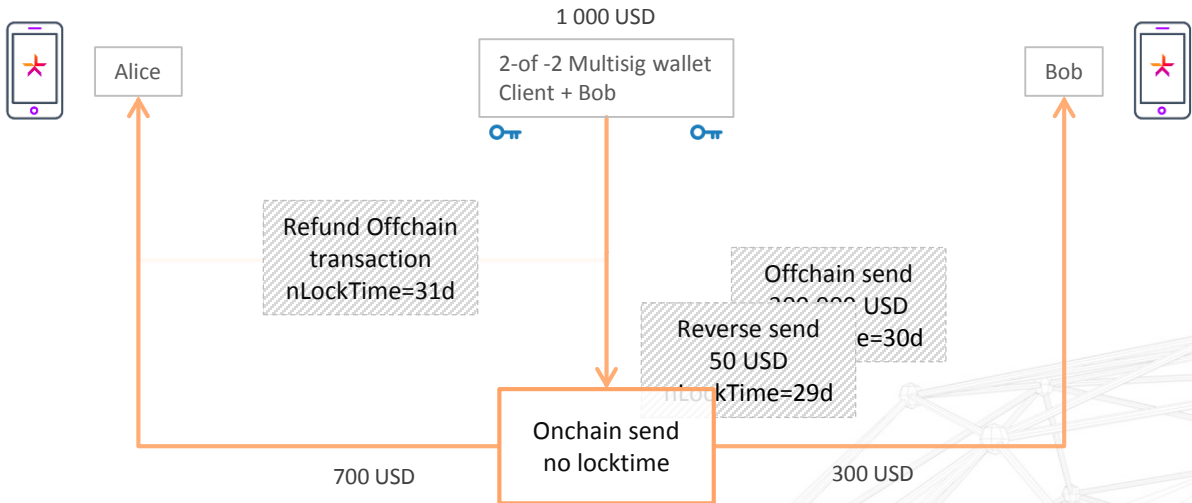 1 000 USD
Alice
2-of -2 Multisig wallet
Client + Bob
Bob
Refund Offchain
transaction
nLockTime=31d
Offchain send
USD
e=30d
Reverse send
50 USD
nLockTime=29d
Onchain send
no locktime
700 USD
300 USD